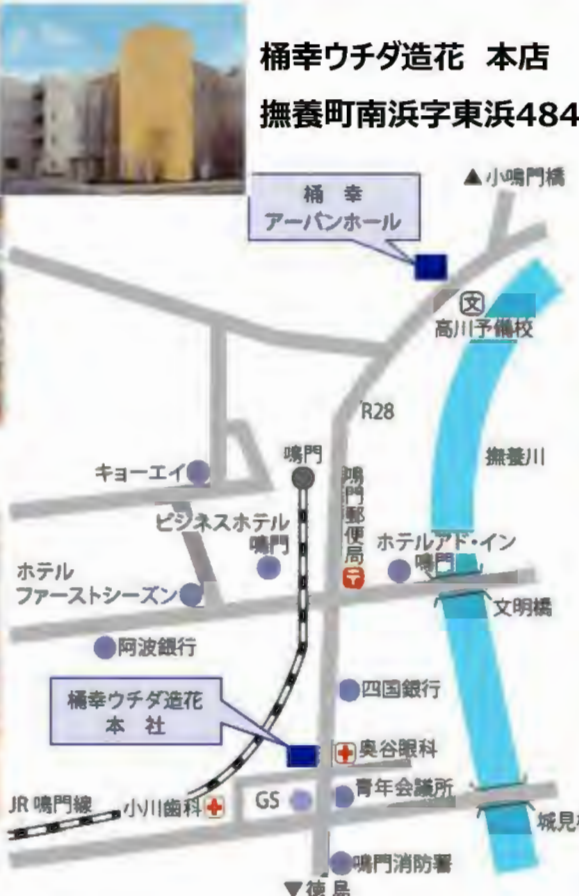 桶幸ウチダ造花 本店
撫養町南浜字東浜484
▲小鳴門橋
桶幸
アーバンホール
文
高川予備校
R28
撫養川
キョーエイ
鳴門
鳴門郵便局
ビジネスホテル
鳴門
ホテルアド・イン
鳴門
ホテル
ファーストシーズン
文明橋
阿波銀行
四国銀行
桶幸ウチダ造花
本社
奥谷眼科
JR鳴門線
小川歯科
GS
青年会議所
城見
鳴門消防署
▼徳島